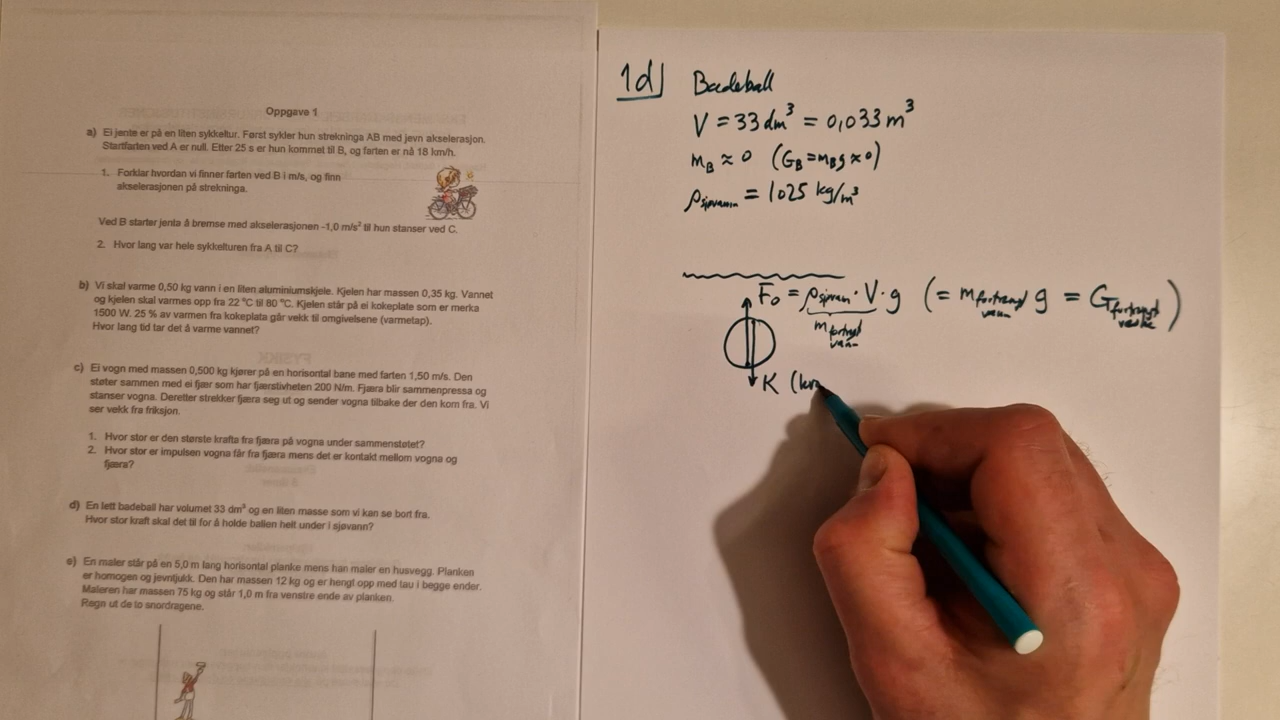 Oppgave 1
a) Ei jente er på en liten sykkeltur. Først sykler hun strekninga AB med jevn akselerasjon.
Startfarten ved A er null. Etter 25 s er hun kommet til B, og farten er nå 18 km/h.
1. Forklar hvordan vi finner farten ved B i m/s, og finn
akselerasjonen på strekninga.
Ved B starter jenta å bremse med akselerasjonen -1,0 m/s² til hun stanser ved C.
2. Hvor lang var hele sykkelturen fra A til C?
b) Vi skal varme 0,50 kg vann i en liten aluminiumskjele. Kjelen har massen 0,35 kg. Vannet
og kjelen skal varmes opp fra 22 °C til 80 °C. Kjelen står på ei kokeplate som er merka
1500 W. 25 % av varmen fra kokeplata går vekk til omgivelsene (varmetap).
Hvor lang tid tar det å varme vannet?
c) Ei vogn med massen 0,500 kg kjører på en horisontal bane med farten 1,50 m/s. Den
støter sammen med ei fjær som har fjærstivheten 200 N/m. Fjæra blir sammenpressa og
stanser vogna. Deretter strekker fjæra seg ut og sender vogna tilbake der den kom fra. Vi
ser vekk fra friksjon.
1. Hvor stor er den største krafta fra fjæra på vogna under sammenstøtet?
2. Hvor stor er impulsen vogna får fra fjæra mens det er kontakt mellom vogna og
fjæra?
d) En lett badeball har volumet 33 dm³ og en liten masse som vi kan se bort fra.
Hvor stor kraft skal det til for å holde ballen helt under i sjøvann?
e) En maler står på en 5,0 m lang horisontal planke mens han maler en husvegg. Planken
er homogen og jevntjukk. Den har massen 12 kg og er hengt opp med tau i begge ender.
Maleren har massen 75 kg og står 1,0 m fra venstre ende av planken.
Regn ut de to snordragene.
1d) Badeball
V = 33 dm³ = 0,033 m³
m_B ≈ 0 (G_B = m_B g ≈ 0)
ρ_sjøvann = 1025 kg/m³
F_o = ρ_sjøvann · V · g (= m_fortrengt vann g = G_fortrengt væske)
m_fortrengt vann
K (kra